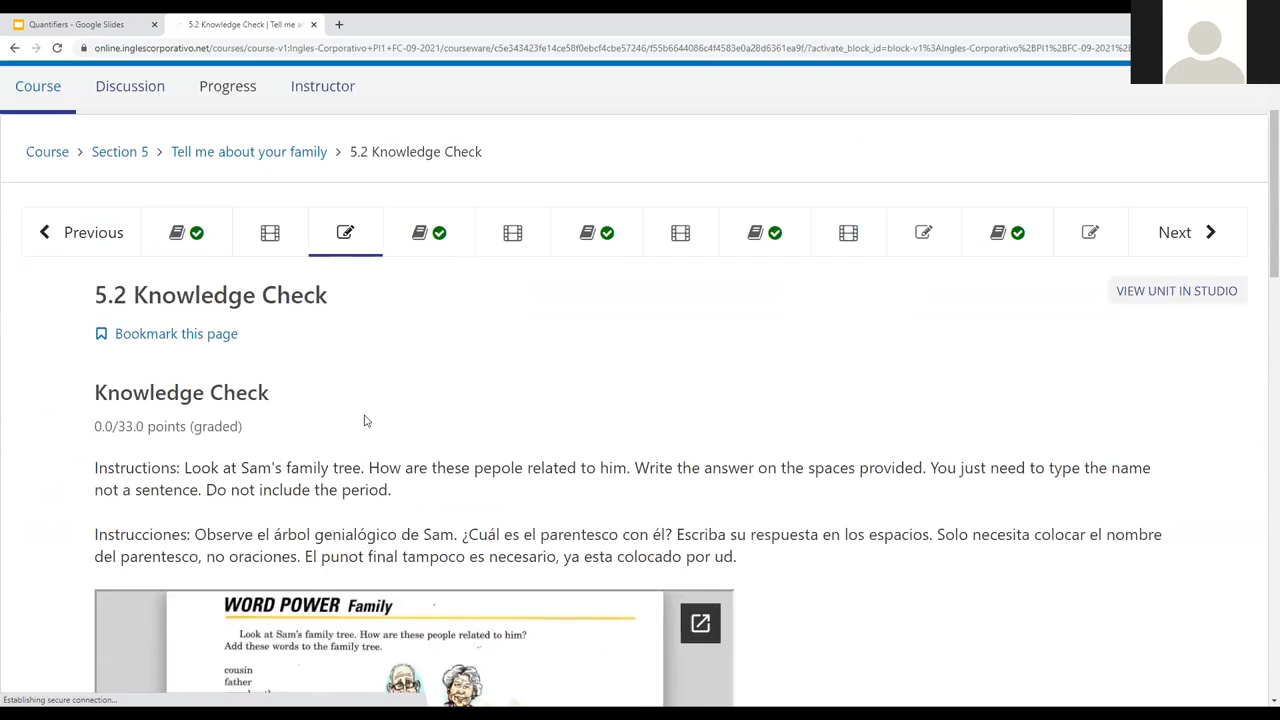 Quantifiers - Google Slides
5.2 Knowledge Check | Tell me a
online.inglescorporativo.net/courses/course-v1:Ingles-Corporativo+PI1+FC-09-2021/courseware/c5e343423fe14ce58f0ebcf4cbe57246/f55b6644086c4f4583e0a28d6361ea9f/?activate_block_id=block-v1%3AIngles-Corporativo%2BPI1%2BFC-09-2021%2B
Course Discussion Progress Instructor
Course > Section 5 > Tell me about your family > 5.2 Knowledge Check
Previous Next
5.2 Knowledge Check
VIEW UNIT IN STUDIO
Bookmark this page
Knowledge Check
0.0/33.0 points (graded)
Instructions: Look at Sam's family tree. How are these pepole related to him. Write the answer on the spaces provided. You just need to type the name
not a sentence. Do not include the period.
Instrucciones: Observe el árbol genialógico de Sam. ¿Cuál es el parentesco con él? Escriba su respuesta en los espacios. Solo necesita colocar el nombre
del parentesco, no oraciones. El punot final tampoco es necesario, ya esta colocado por ud.
WORD POWER Family
Look at Sam's family tree. How are these people related to him?
Add these words to the family tree.
cousin
father
Establishing secure connection...